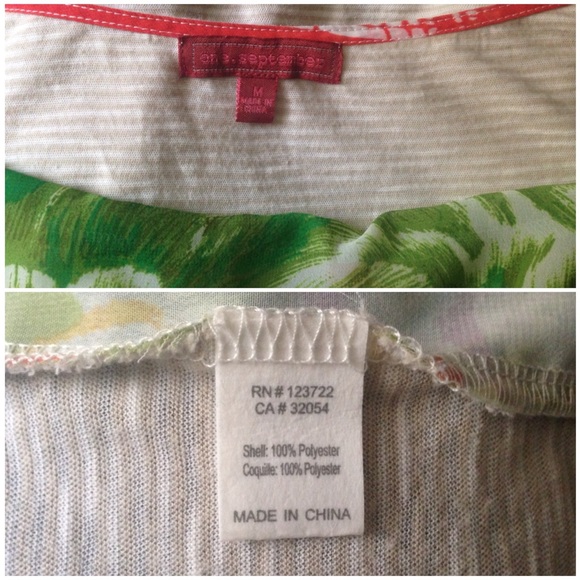 one.september
M
MADE IN
CHINA
RN # 123722
CA # 32054
Shell: 100% Polyester
Coquille: 100% Polyester
MADE IN CHINA